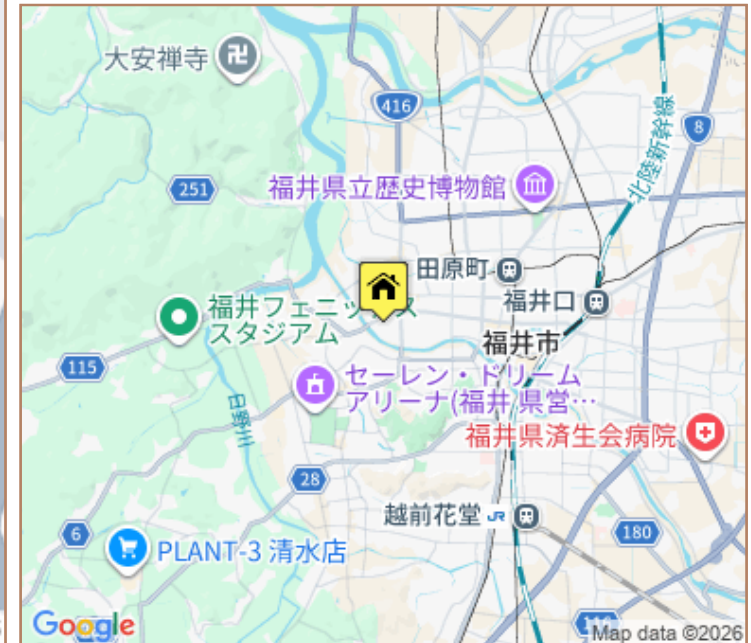 大安禅寺
416
8
北陸新幹線
251
福井県立歴史博物館
田原町
福井口
福井フェニックス
スタジアム
福井市
115
セーレン・ドリーム
アリーナ(福井 県営…
日野川
福井県済生会病院
28
越前花堂 JR
6
180
PLANT-3 清水店
Google
Map data ©2026